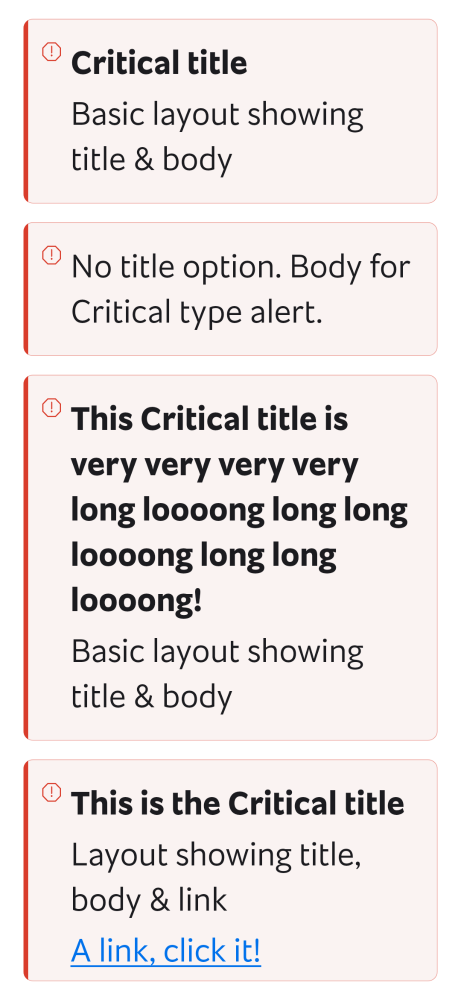 Critical title
Basic layout showing
title & body
No title option. Body for
Critical type alert.
This Critical title is
very very very very
long loooong long long
loooong long long
loooong!
Basic layout showing
title & body
This is the Critical title
Layout showing title,
body & link
A link, click it!